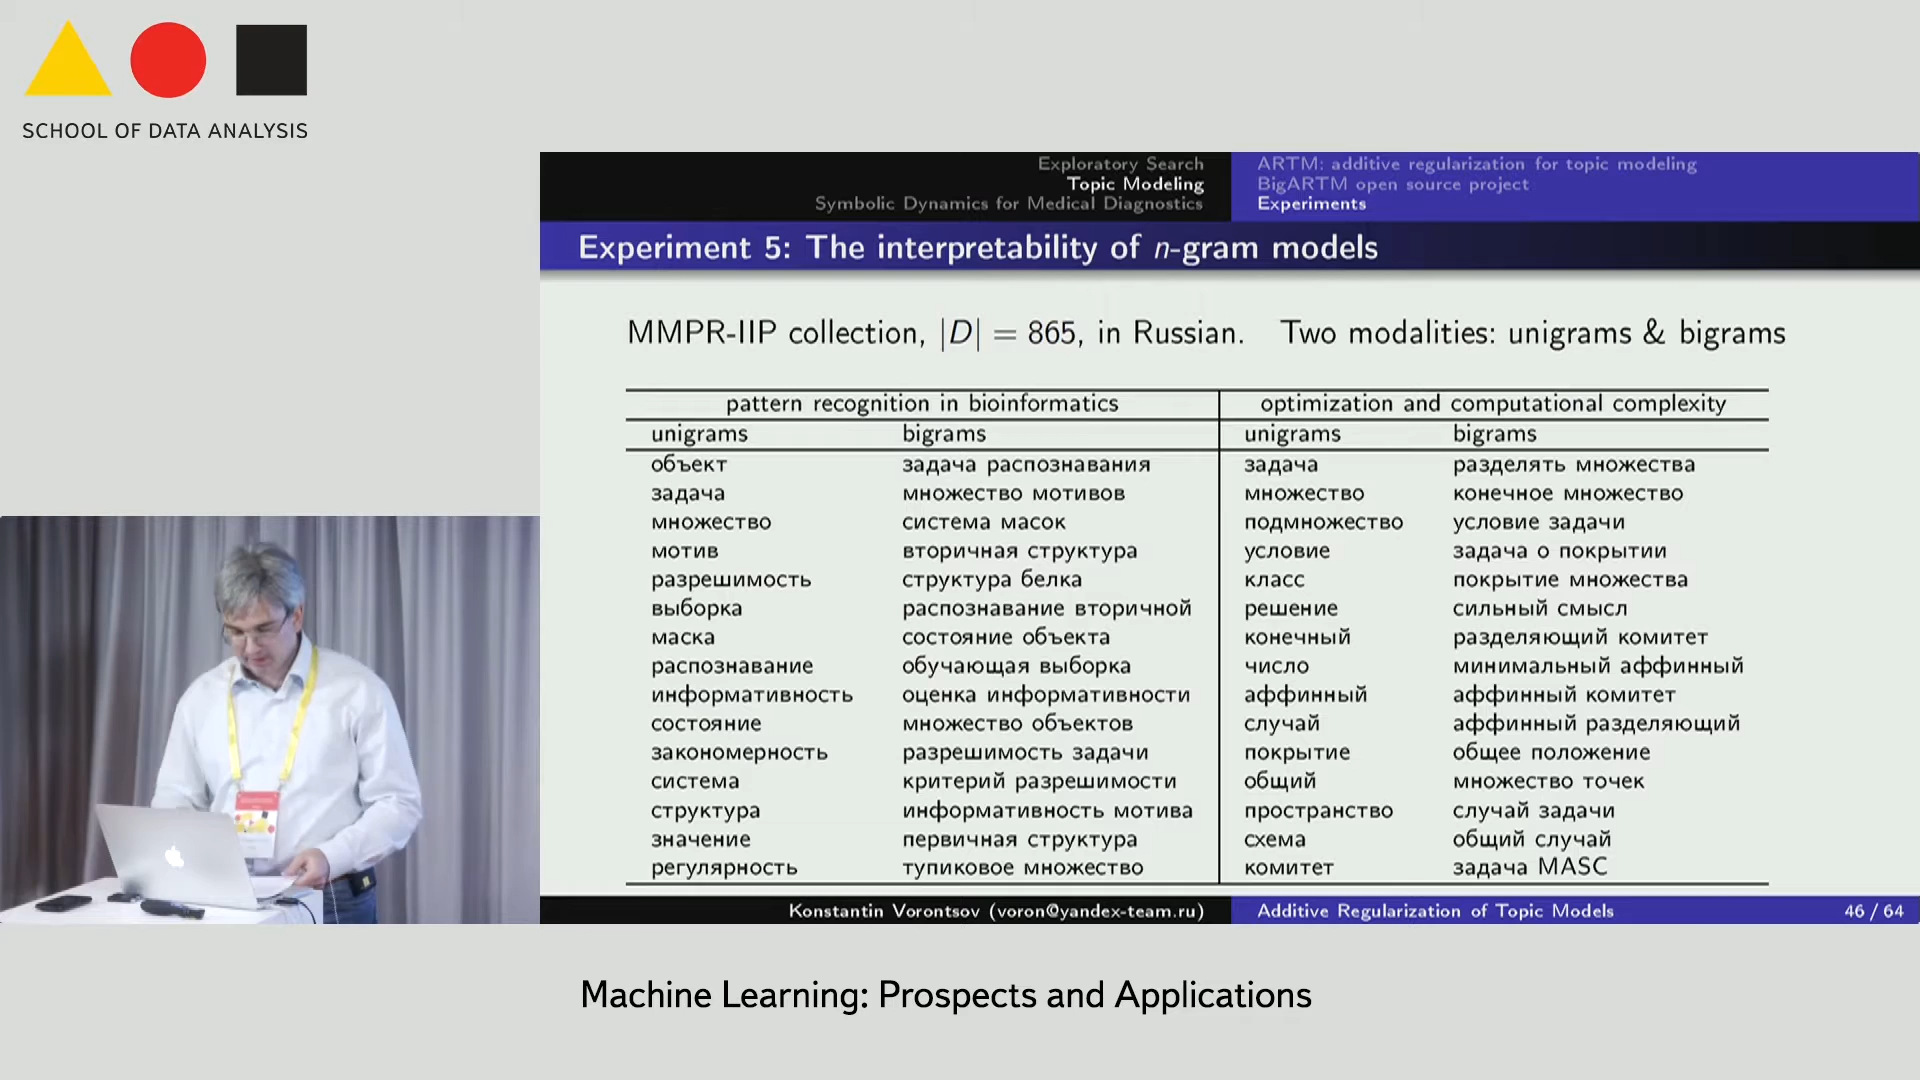 SCHOOL OF DATA ANALYSIS
Exploratory Search
Topic Modeling
Symbolic Dynamics for Medical Diagnostics
ARTM: additive regularization for topic modeling
BigARTM open source project
Experiments
Experiment 5: The interpretability of n-gram models
MMPR-IIP collection, |D| = 865, in Russian. Two modalities: unigrams & bigrams
pattern recognition in bioinformatics optimization and computational complexity
unigrams bigrams unigrams bigrams
объект задача распознавания задача разделять множества
задача множество мотивов множество конечное множество
множество система масок подмножество условие задачи
мотив вторичная структура условие задача о покрытии
разрешимость структура белка класс покрытие множества
выборка распознавание вторичной решение сильный смысл
маска состояние объекта конечный разделяющий комитет
распознавание обучающая выборка число минимальный аффинный
информативность оценка информативности аффинный аффинный комитет
состояние множество объектов случай аффинный разделяющий
закономерность разрешимость задачи покрытие общее положение
система критерий разрешимости общий множество точек
структура информативность мотива пространство случай задачи
значение первичная структура схема общий случай
регулярность тупиковое множество комитет задача MASC
Konstantin Vorontsov (voron@yandex-team.ru) Additive Regularization of Topic Models 46 / 64
Machine Learning: Prospects and Applications